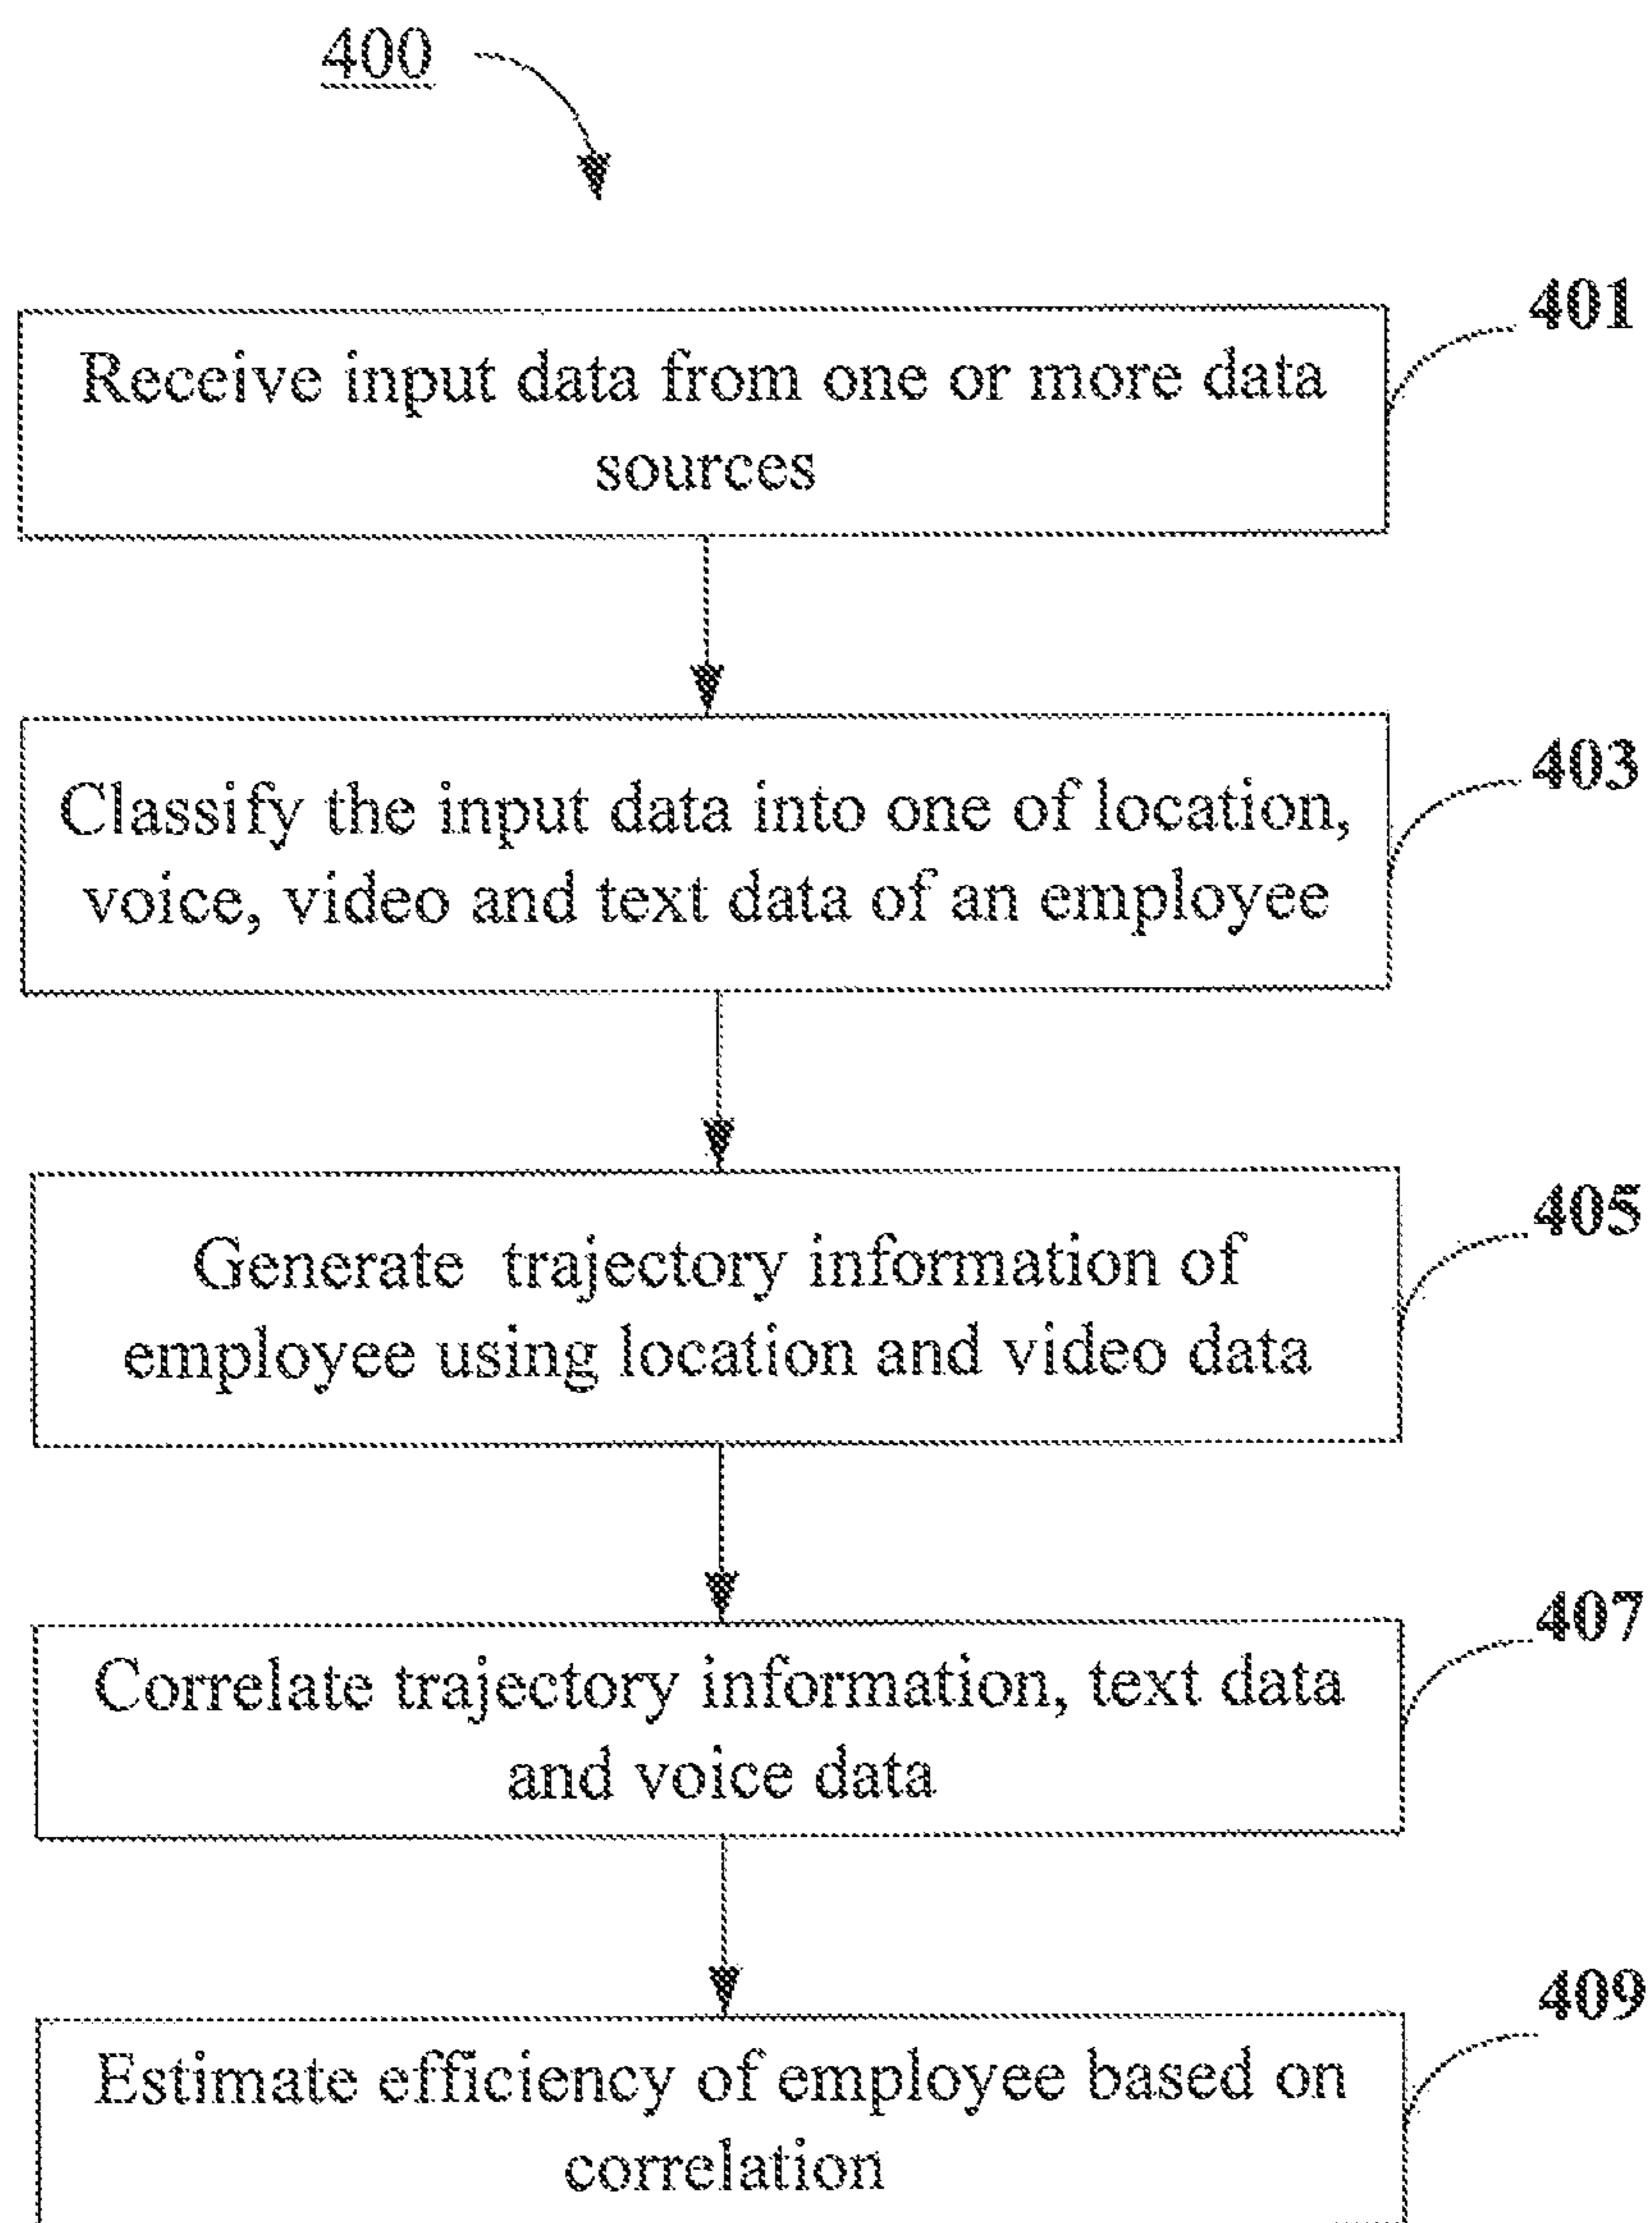 400
401
Receive input data from one or more data
sources
403
Classify the input data into one of location,
voice, video and text data of an employee
405
Generate trajectory information of
employee using location and video data
407
Correlate trajectory information, text data
and voice data
409
Estimate efficiency of employee based on
correlation